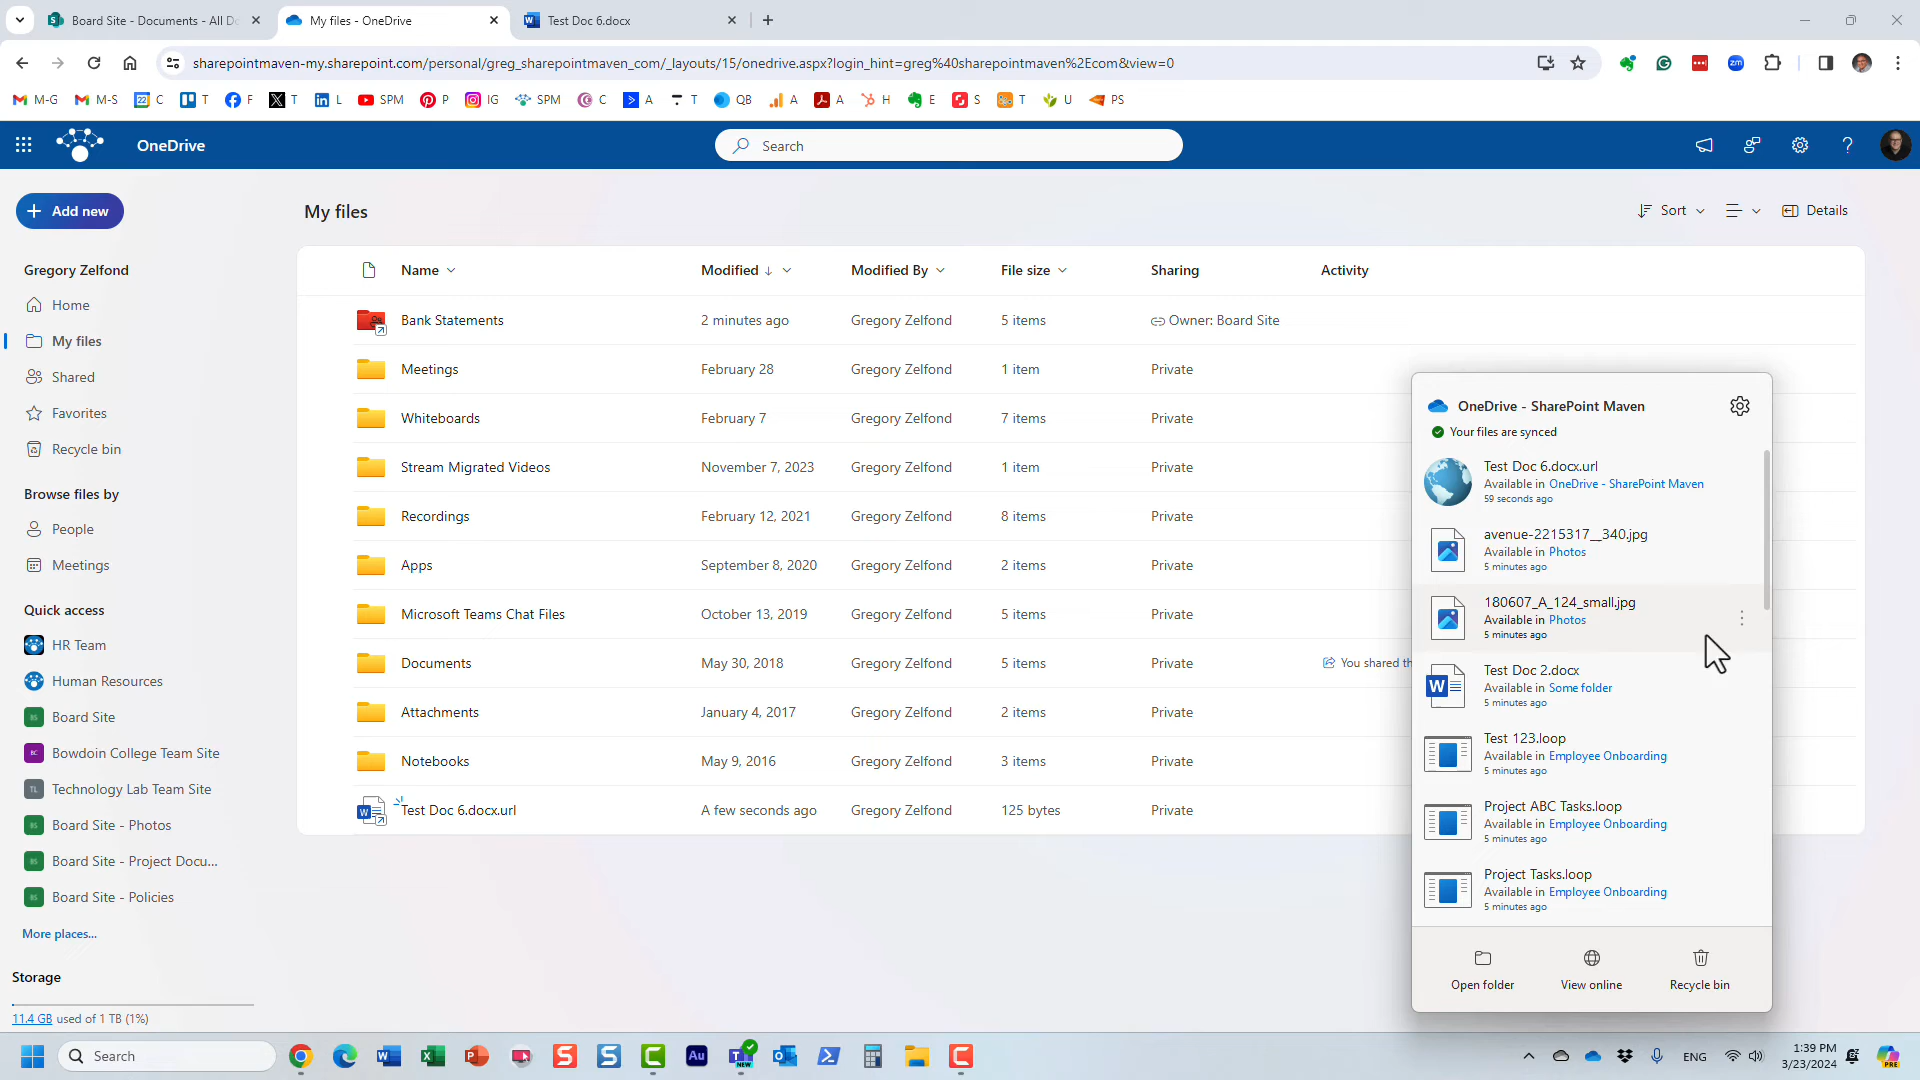 Board Site - Documents - All Do
My files - OneDrive
Test Doc 6.docx
sharepointmaven-my.sharepoint.com/personal/greg_sharepointmaven_com/_layouts/15/onedrive.aspx?login_hint=greg%40sharepointmaven%2Ecom&view=0
M-G
M-S
C
T
F
T
L
SPM
P
IG
SPM
C
A
T
QB
A
A
H
E
S
T
U
PS
OneDrive
Search
Add new
My files
Sort
Details
Gregory Zelfond
Home
My files
Shared
Favorites
Recycle bin
Browse files by
People
Meetings
Quick access
HR Team
Human Resources
Board Site
Bowdoin College Team Site
Technology Lab Team Site
Board Site - Photos
Board Site - Project Docu...
Board Site - Policies
More places...
Storage
11.4 GB used of 1 TB (1%)
Name Modified Modified By File size Sharing Activity
Bank Statements 2 minutes ago Gregory Zelfond 5 items Owner: Board Site
Meetings February 28 Gregory Zelfond 1 item Private
Whiteboards February 7 Gregory Zelfond 7 items Private
Stream Migrated Videos November 7, 2023 Gregory Zelfond 1 item Private
Recordings February 12, 2021 Gregory Zelfond 8 items Private
Apps September 8, 2020 Gregory Zelfond 2 items Private
Microsoft Teams Chat Files October 13, 2019 Gregory Zelfond 5 items Private
Documents May 30, 2018 Gregory Zelfond 5 items Private You shared th
Attachments January 4, 2017 Gregory Zelfond 2 items Private
Notebooks May 9, 2016 Gregory Zelfond 3 items Private
Test Doc 6.docx.url A few seconds ago Gregory Zelfond 125 bytes Private
OneDrive - SharePoint Maven
Your files are synced
Test Doc 6.docx.url
Available in OneDrive - SharePoint Maven
59 seconds ago
avenue-2215317__340.jpg
Available in Photos
5 minutes ago
180607_A_124_small.jpg
Available in Photos
5 minutes ago
Test Doc 2.docx
Available in Some folder
5 minutes ago
Test 123.loop
Available in Employee Onboarding
5 minutes ago
Project ABC Tasks.loop
Available in Employee Onboarding
5 minutes ago
Project Tasks.loop
Available in Employee Onboarding
5 minutes ago
Open folder
View online
Recycle bin
Search
ENG
1:39 PM
3/23/2024